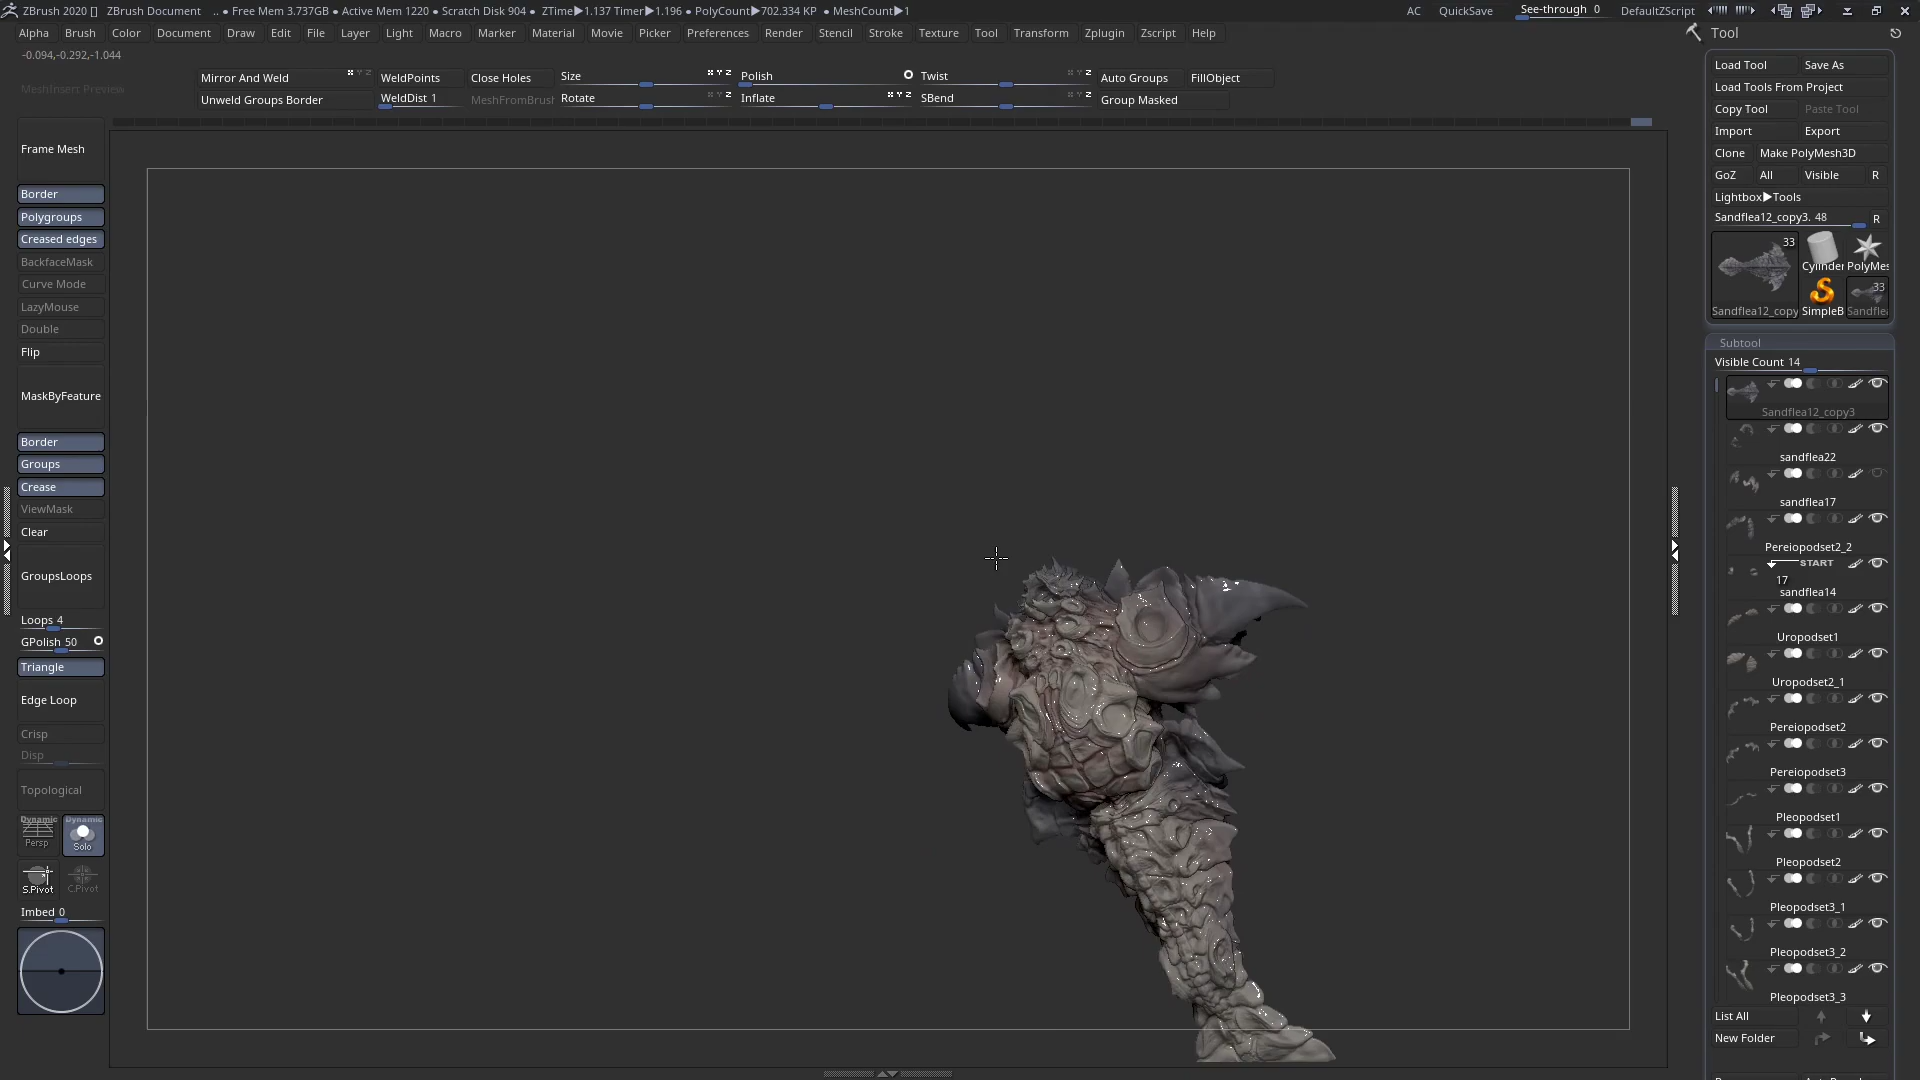 ZBrush 2020 [] ZBrush Document .. • Free Mem 3.737GB • Active Mem 1220 • Scratch Disk 904 • ZTime▶1.137 Timer▶1.196 • PolyCount▶702.334 KP • MeshCount▶1 AC QuickSave See-through 0 DefaultZScript
Alpha Brush Color Document Draw Edit File Layer Light Macro Marker Material Movie Picker Preferences Render Stencil Stroke Texture Tool Transform Zplugin Zscript Help
-0.094,-0.292,-1.044
MeshInsert Preview
Mirror And Weld WeldPoints Close Holes Size Polish Twist Auto Groups FillObject
Unweld Groups Border WeldDist 1 MeshFromBrush Rotate Inflate SBend Group Masked
Frame Mesh
Border
Polygroups
Creased edges
BackfaceMask
Curve Mode
LazyMouse
Double
Flip
MaskByFeature
Border
Groups
Crease
ViewMask
Clear
GroupsLoops
Loops 4
GPolish 50
Triangle
Edge Loop
Crisp
Disp
Topological
Dynamic Dynamic
Persp Solo
S.Pivot C.Pivot
Imbed 0
Tool
Load Tool Save As
Load Tools From Project
Copy Tool Paste Tool
Import Export
Clone Make PolyMesh3D
GoZ All Visible R
Lightbox▶Tools
Sandflea12_copy3. 48 R
33
Cylinder PolyMes
33
Sandflea12_copy SimpleB Sandflea
Subtool
Visible Count 14
Sandflea12_copy3
sandflea22
sandflea17
Pereiopodset2_2
START
17
sandflea14
Uropodset1
Uropodset2_1
Pereiopodset2
Pereiopodset3
Pleopodset1
Pleopodset2
Pleopodset3_1
Pleopodset3_2
Pleopodset3_3
List All
New Folder